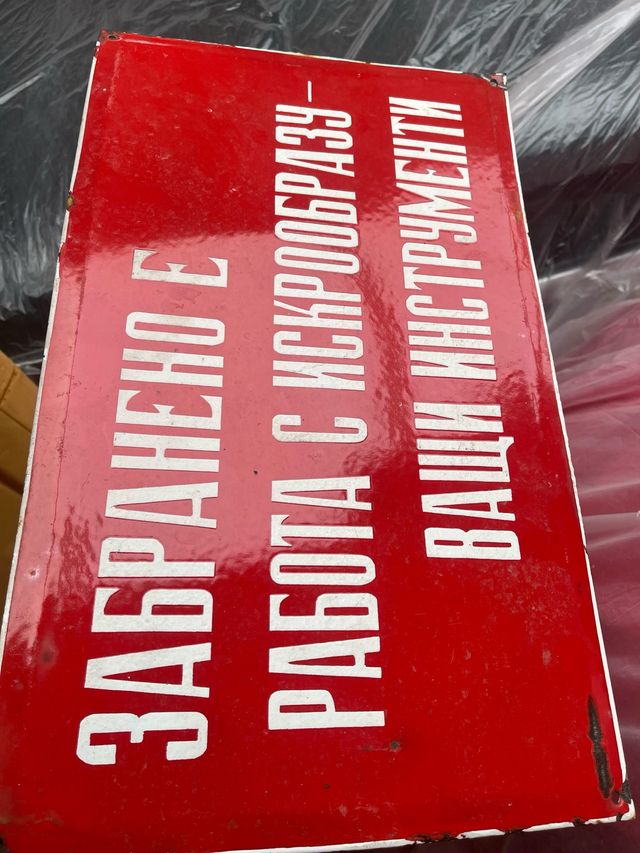 ЗАБРАНЕНО Е
РАБОТА С ИСКРООБРАЗУ-
ВАЩИ ИНСТРУМЕНТИ